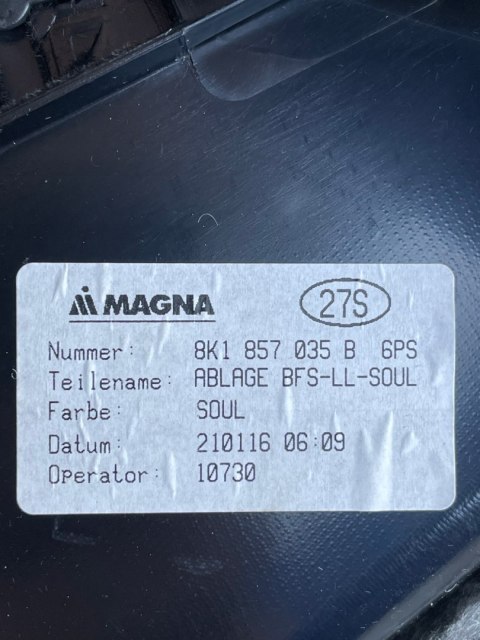 MAGNA 27S
Nummer: 8K1 857 035 B 6PS
Teilename: ABLAGE BFS-LL-SOUL
Farbe: SOUL
Datum: 210116 06:09
Operator: 10730